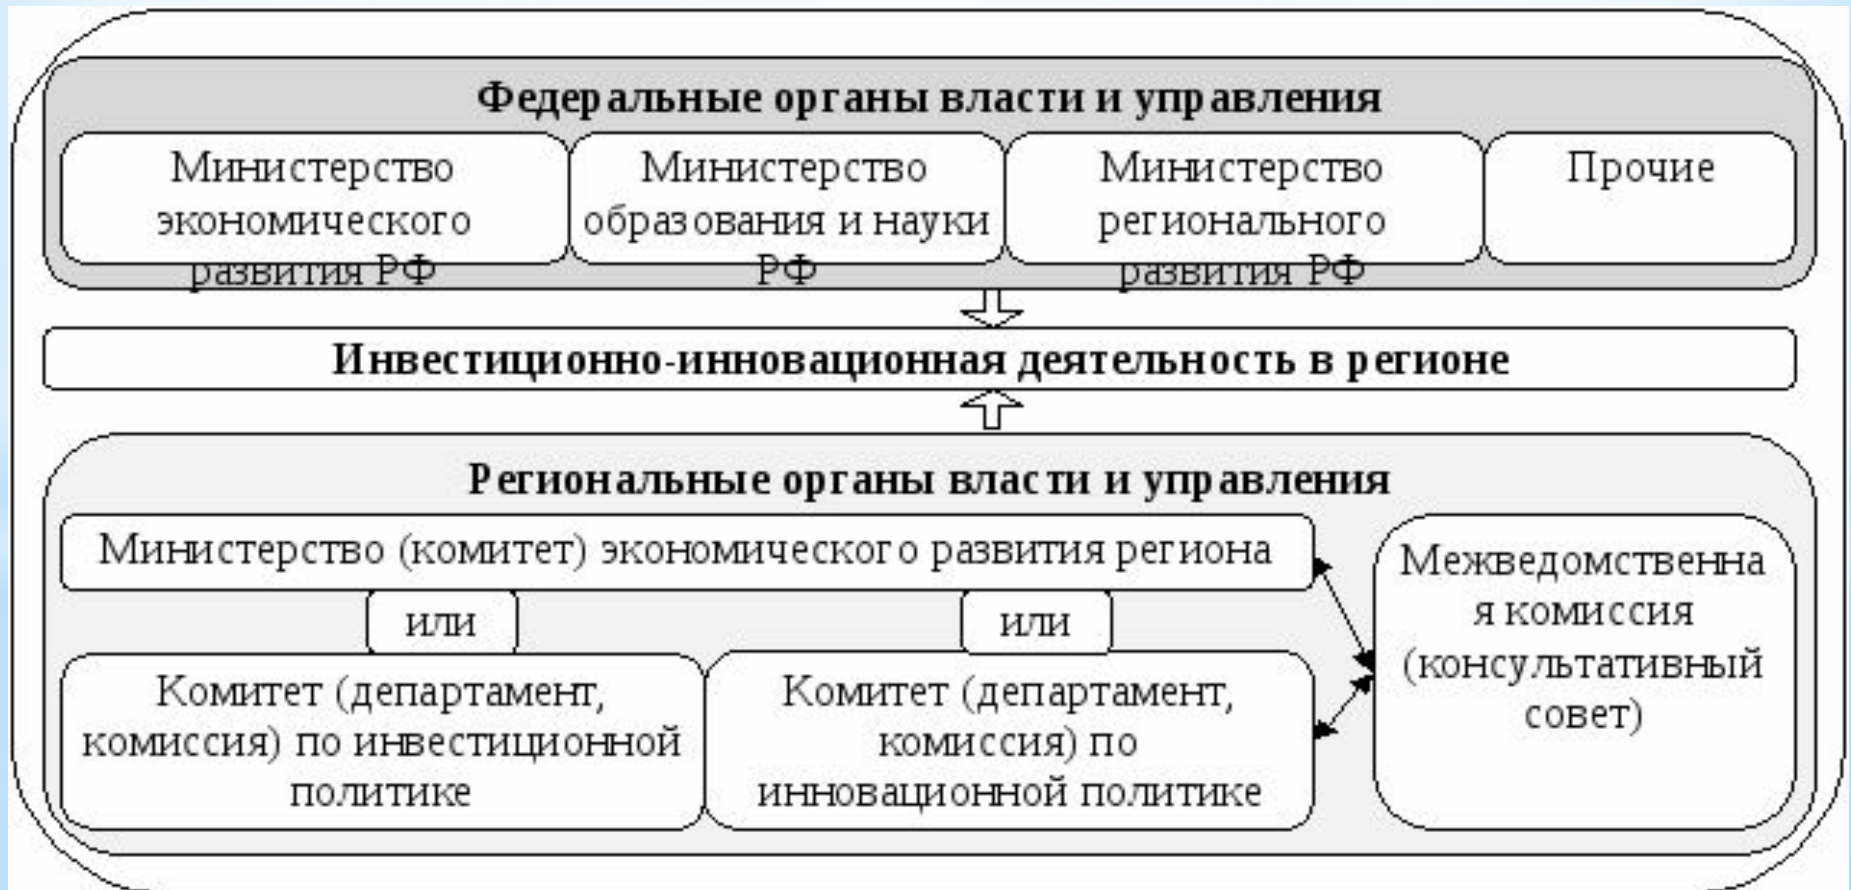 Федеральные органы власти и управления
Министерство
экономического
развития РФ
Министерство
образования и науки
РФ
Министерство
регионального
развития РФ
Прочие
Инвестиционно-инновационная деятельность в регионе
Региональные органы власти и управления
Министерство (комитет) экономического развития региона
или
или
Комитет (департамент,
комиссия) по инвестиционной
политике
Комитет (департамент,
комиссия) по
инновационной политике
Межведомственна
я комиссия
(консультативный
совет)